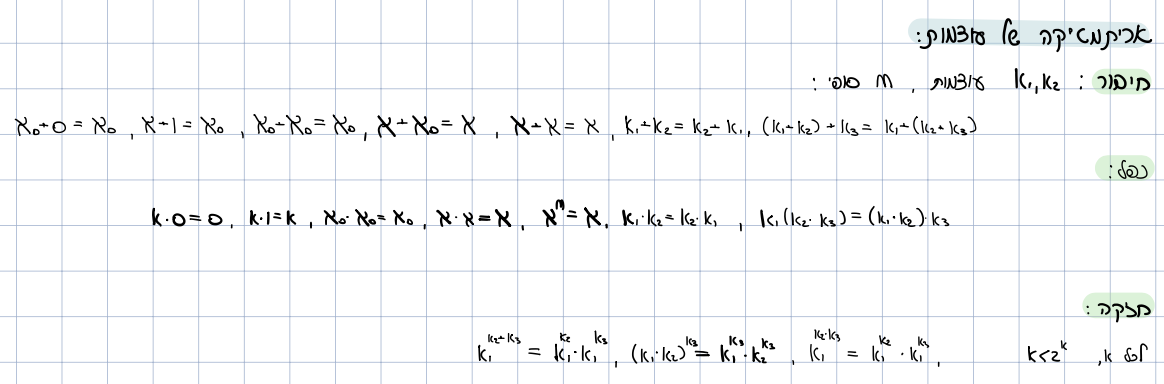 אריתמטיקה של עוצמות:
חיבור: k₁,k₂ עוצמות, m סופי:
ℵ₀+0=ℵ₀, ℵ+1=ℵ₀, ℵ₀+ℵ₀=ℵ₀, ℵ+ℵ₀=ℵ, ℵ+ℵ=ℵ, k₁+k₂=k₂+k₁, (k₁+k₂)+k₃=k₁+(k₂+k₃)
כפל:
k·0=0, k·1=k, ℵ₀·ℵ₀=ℵ₀, ℵ·ℵ=ℵ, ℵᵐ=ℵ, k₁·k₂=k₂·k₁, k₁(k₂·k₃)=(k₁·k₂)·k₃
חזקה:
לכל k, k<2^k, k₁^(k₂·k₃)=k₁^k₂·k₁^k₃, (k₁·k₂)^k₃=k₁^k₃·k₂^k₃, k₁^(k₂+k₃)=k₁^k₂·k₁^k₃